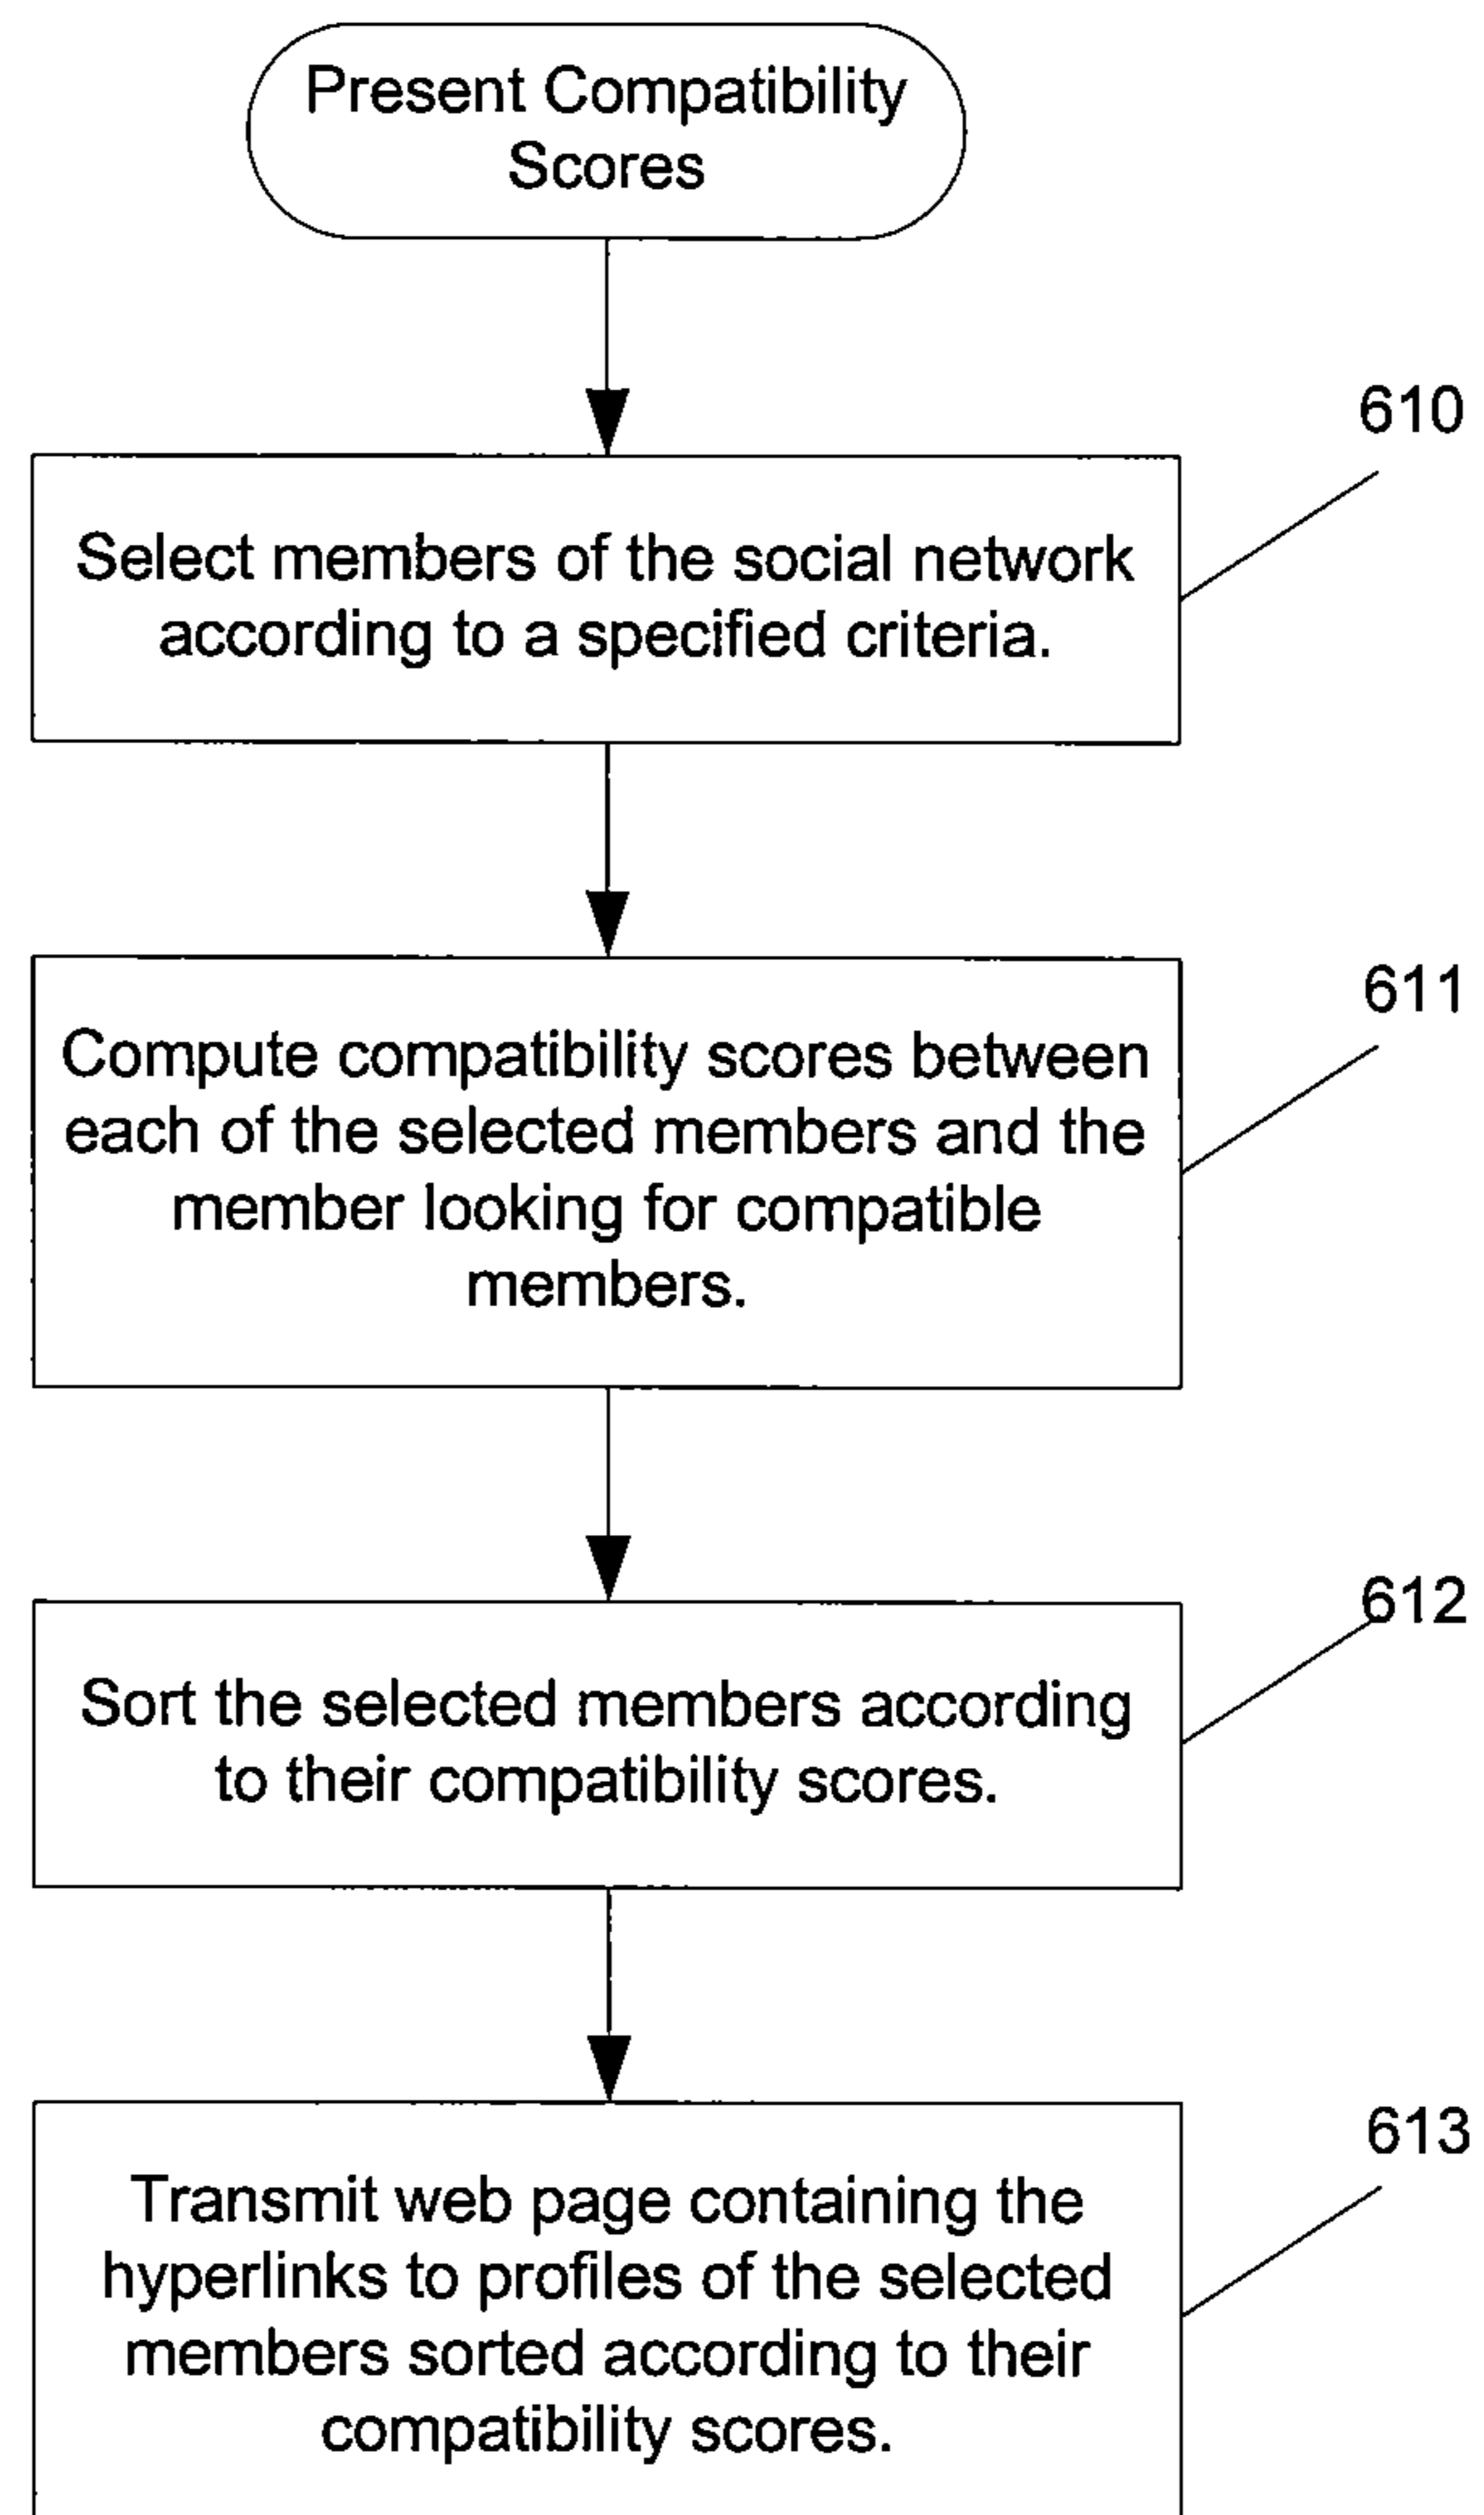 Present Compatibility
Scores
610
Select members of the social network
according to a specified criteria.
611
Compute compatibility scores between
each of the selected members and the
member looking for compatible
members.
612
Sort the selected members according
to their compatibility scores.
613
Transmit web page containing the
hyperlinks to profiles of the selected
members sorted according to their
compatibility scores.